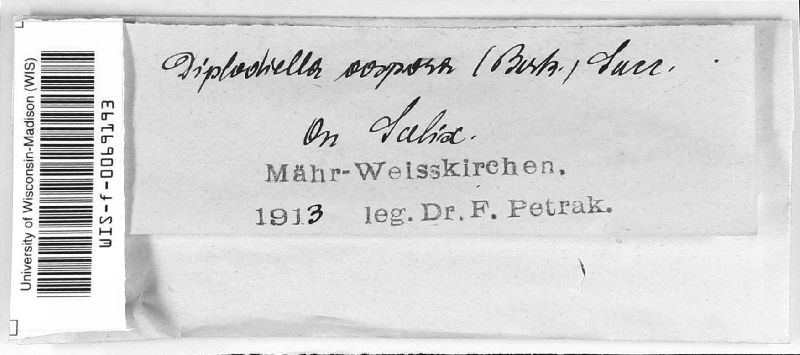 University of Wisconsin-Madison (WIS)
WIS-f-0069193
Diplodiella oospora (Berk.) Sacc.
On Salix.
Mähr-Weisskirchen.
1913 leg. Dr. F. Petrak.